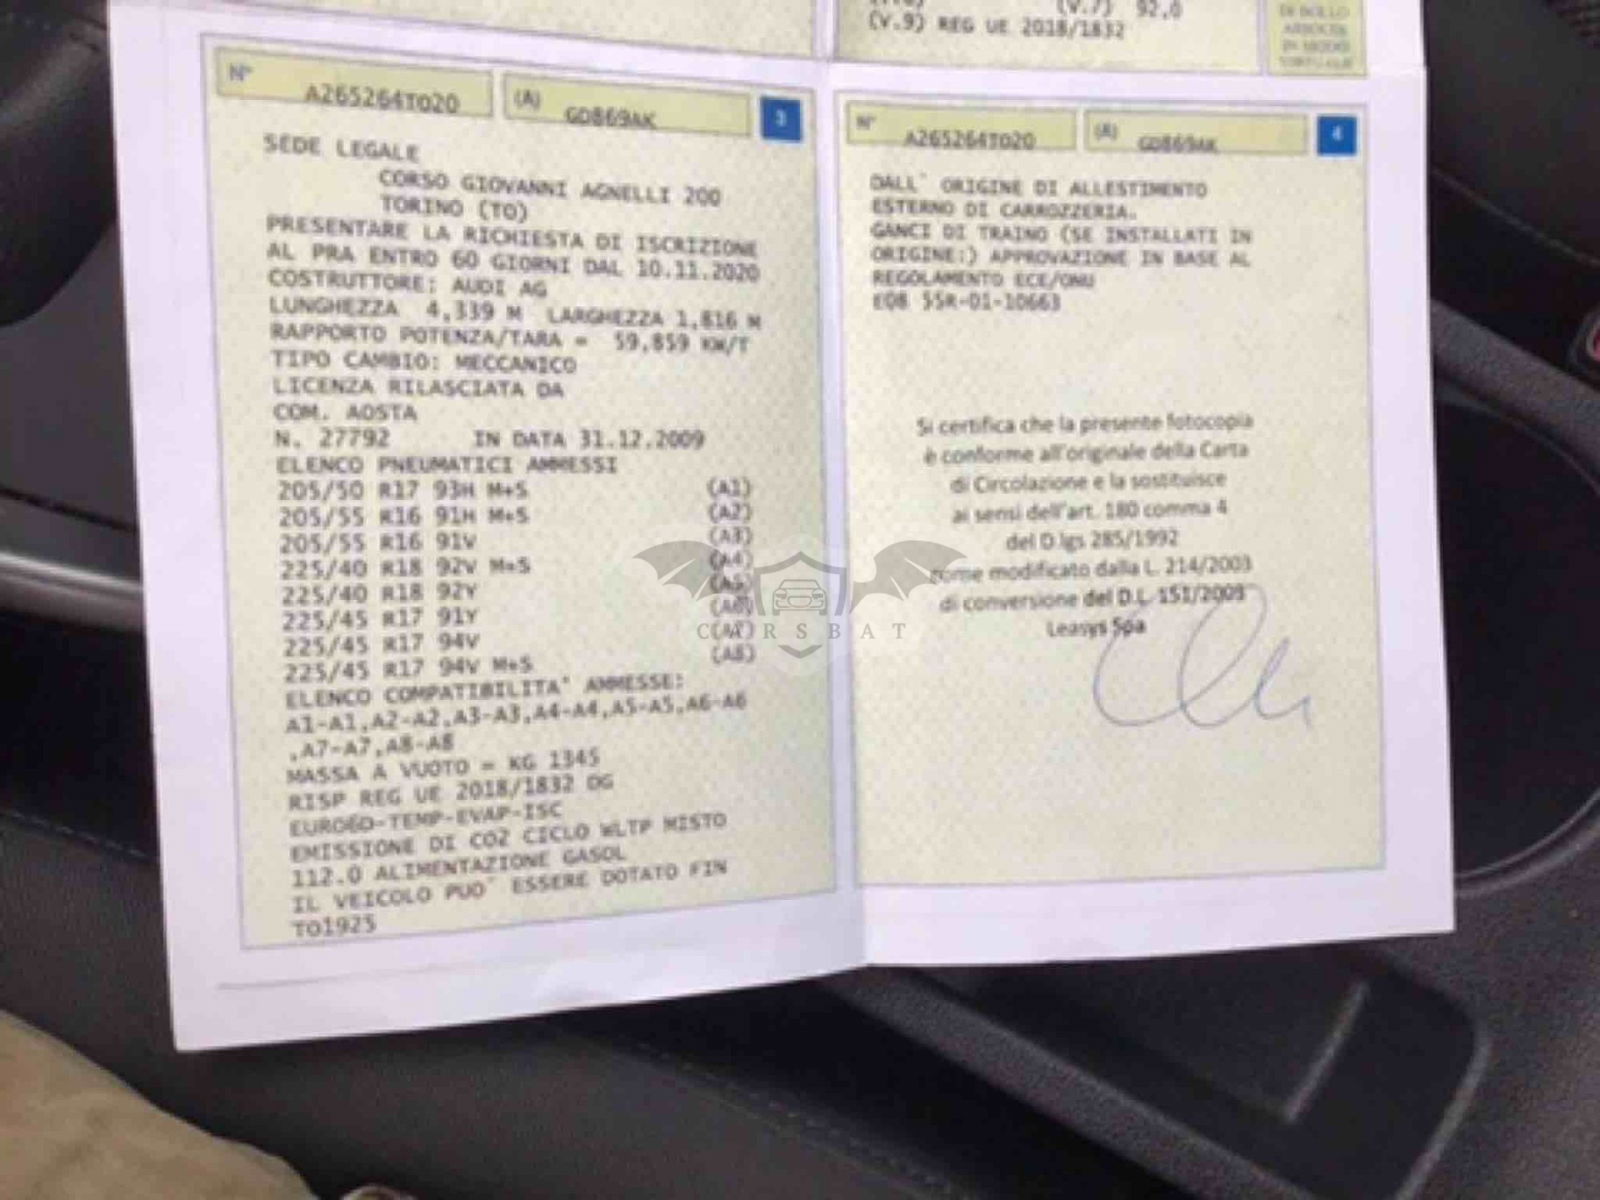 (V.7) 92,0
(V.9) REG UE 2018/1832
DI BOLLO
ASSOLTA
IN MODO
VIRTUALE
N° A265264TO20 (A) GD869AK 3
SEDE LEGALE
CORSO GIOVANNI AGNELLI 200
TORINO (TO)
PRESENTARE LA RICHIESTA DI ISCRIZIONE
AL PRA ENTRO 60 GIORNI DAL 10.11.2020
COSTRUTTORE: AUDI AG
LUNGHEZZA 4,339 M LARGHEZZA 1,816 M
RAPPORTO POTENZA/TARA = 59,859 KW/T
TIPO CAMBIO: MECCANICO
LICENZA RILASCIATA DA
COM. AOSTA
N. 27792 IN DATA 31.12.2009
ELENCO PNEUMATICI AMMESSI
205/50 R17 93H M+S (A1)
205/55 R16 91H M+S (A2)
205/55 R16 91V (A3)
225/40 R18 92V M+S (A4)
225/40 R18 92Y (A5)
225/45 R17 91Y (A6)
225/45 R17 94V (A7)
225/45 R17 94V M+S (A8)
ELENCO COMPATIBILITA' AMMESSE:
A1-A1,A2-A2,A3-A3,A4-A4,A5-A5,A6-A6
,A7-A7,A8-A8
MASSA A VUOTO = KG 1345
RISP REG UE 2018/1832 DG
EURO6D-TEMP-EVAP-ISC
EMISSIONE DI CO2 CICLO WLTP MISTO
112.0 ALIMENTAZIONE GASOL
IL VEICOLO PUO' ESSERE DOTATO FIN
TO1925
N° A265264TO20 (A) GD869AK 4
DALL' ORIGINE DI ALLESTIMENTO
ESTERNO DI CARROZZERIA.
GANCI DI TRAINO (SE INSTALLATI IN
ORIGINE:) APPROVAZIONE IN BASE AL
REGOLAMENTO ECE/ONU
E08 55R-01-10663
Si certifica che la presente fotocopia
è conforme all'originale della Carta
di Circolazione e la sostituisce
ai sensi dell'art. 180 comma 4
del D.lgs 285/1992
come modificato dalla L. 214/2003
di conversione del D.L. 151/2003
Leasys Spa
CARSBAT